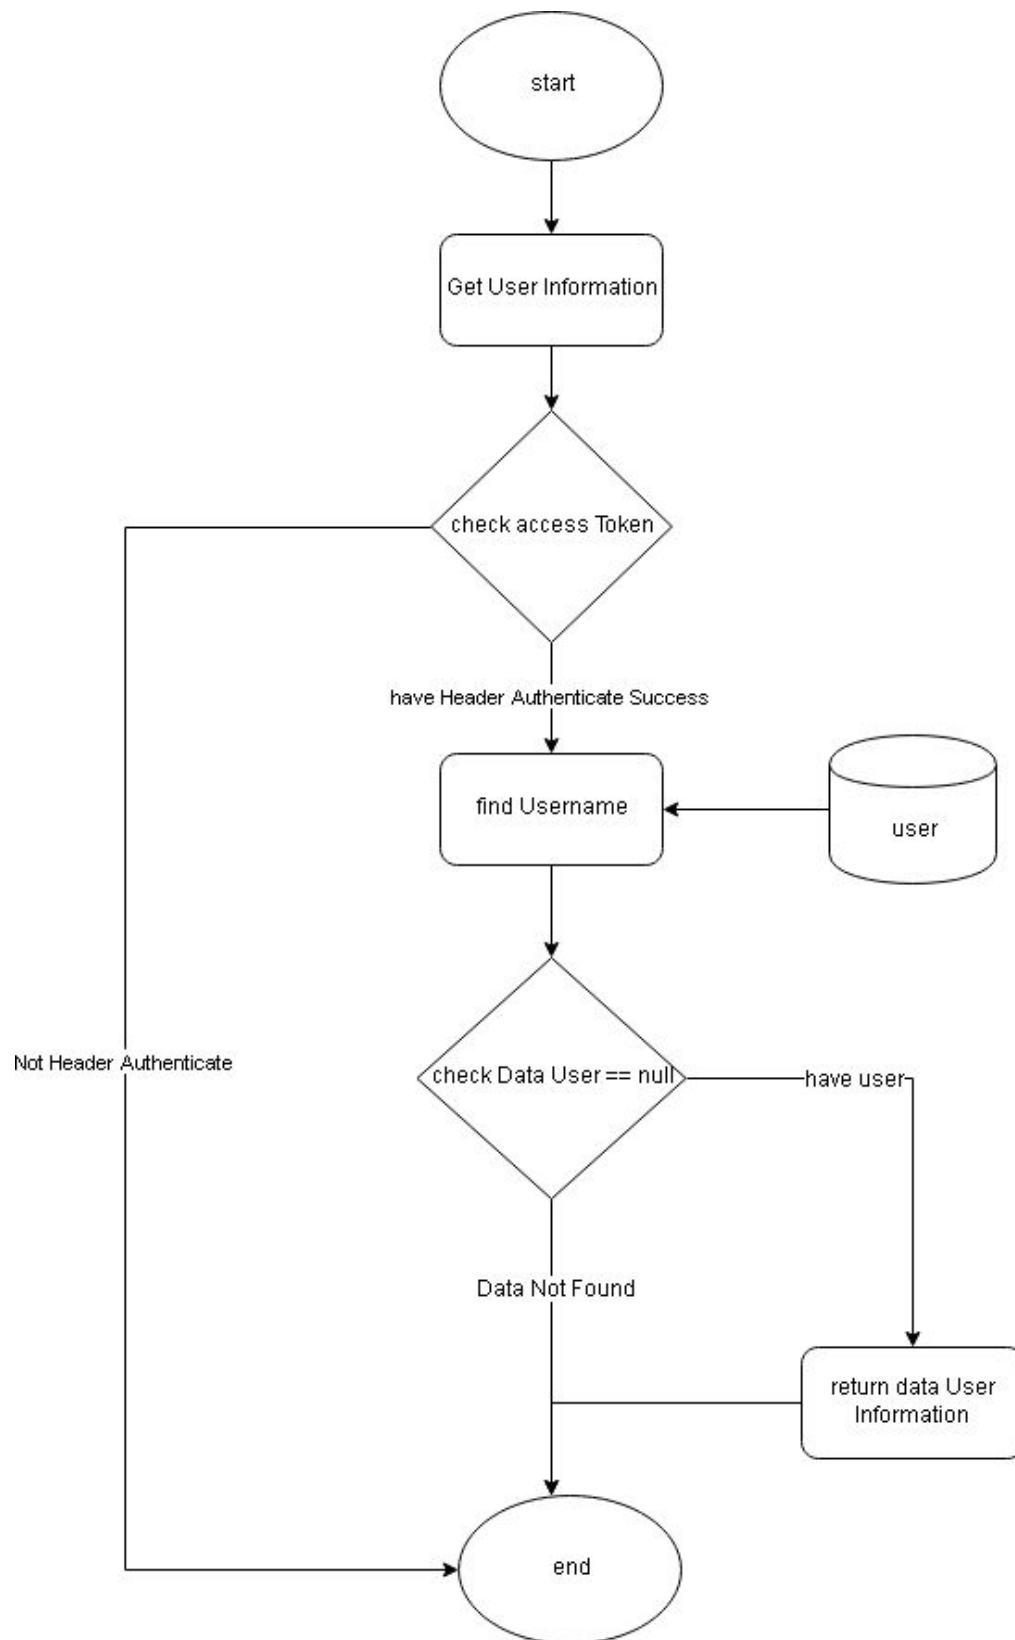 start
Get User Information
check access Token
have Header Authenticate Success
find Username
user
Not Header Authenticate
check Data User == null
have user
Data Not Found
return data User
Information
end